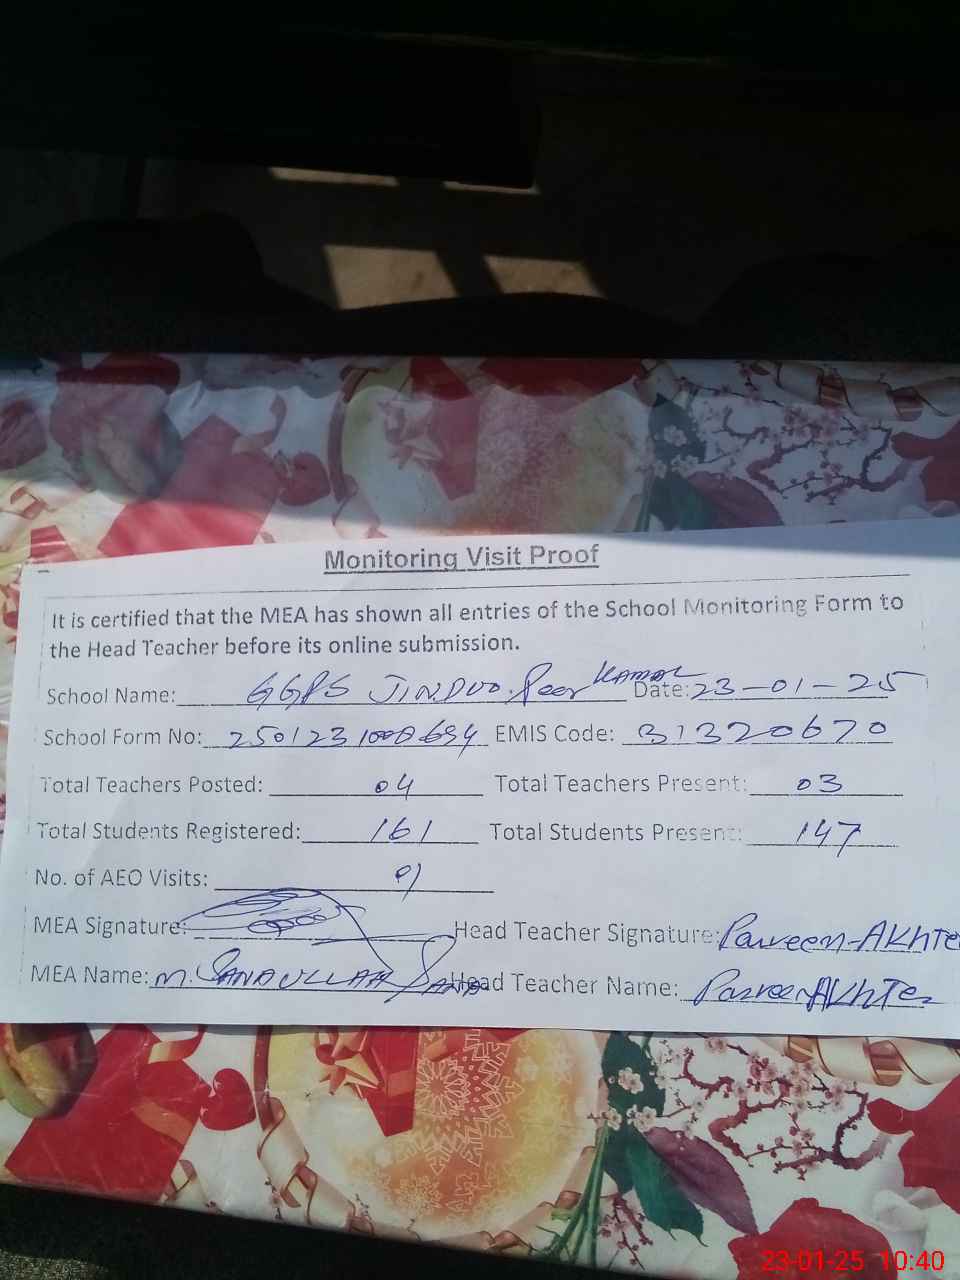 Monitoring Visit Proof
It is certified that the MEA has shown all entries of the School Monitoring Form to
the Head Teacher before its online submission.
School Name: GGPS JINDUO Peer KAMAL Date: 23-01-25
School Form No: 250123 EMIS Code: 31320670
Total Teachers Posted: 04 Total Teachers Present: 03
Total Students Registered: 161 Total Students Present: 147
No. of AEO Visits: 01
MEA Signature: Head Teacher Signature: Parveen-AKhTe
MEA Name: M. SANAULLAH Head Teacher Name: Parveen AKhTer
23-01-25 10:40